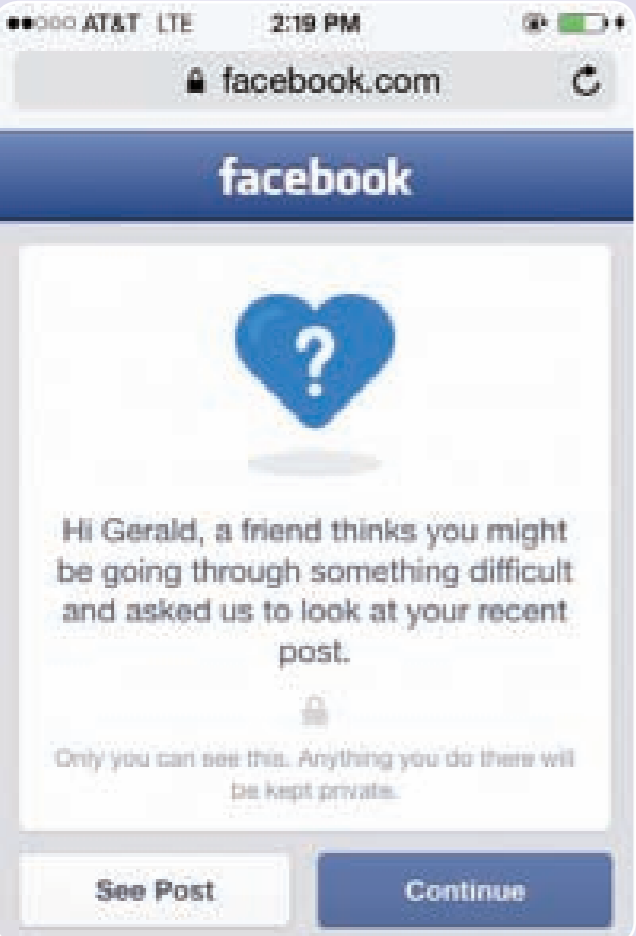 AT&T LTE 2:19 PM
facebook.com
facebook
?
Hi Gerald, a friend thinks you might
be going through something difficult
and asked us to look at your recent
post.
Only you can see this. Anything you do there will
be kept private.
See Post Continue